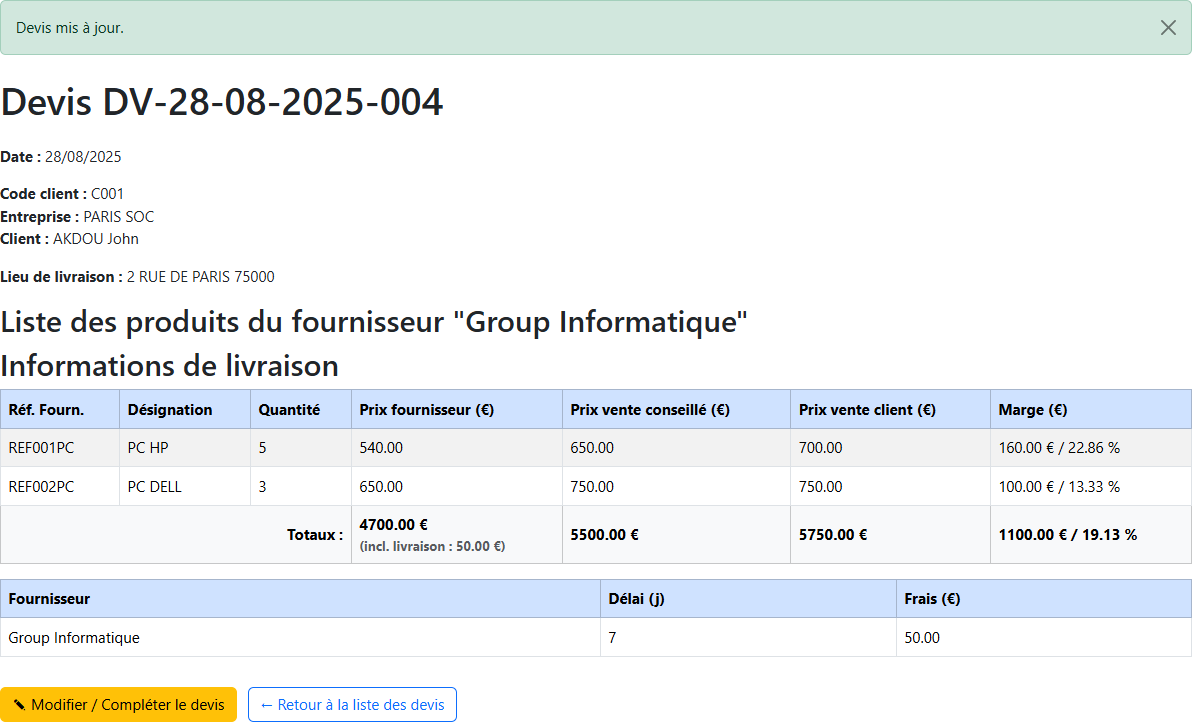 Devis mis à jour.
Devis DV-28-08-2025-004
Date : 28/08/2025
Code client : C001
Entreprise : PARIS SOC
Client : AKDOU John
Lieu de livraison : 2 RUE DE PARIS 75000
Liste des produits du fournisseur "Group Informatique"
Informations de livraison
Réf. Fourn. Désignation Quantité Prix fournisseur (€) Prix vente conseillé (€) Prix vente client (€) Marge (€)
REF001PC PC HP 5 540.00 650.00 700.00 160.00 € / 22.86 %
REF002PC PC DELL 3 650.00 750.00 750.00 100.00 € / 13.33 %
Totaux : 4700.00 € 5500.00 € 5750.00 € 1100.00 € / 19.13 %
(incl. livraison : 50.00 €)
Fournisseur Délai (j) Frais (€)
Group Informatique 7 50.00
✎ Modifier / Compléter le devis ← Retour à la liste des devis